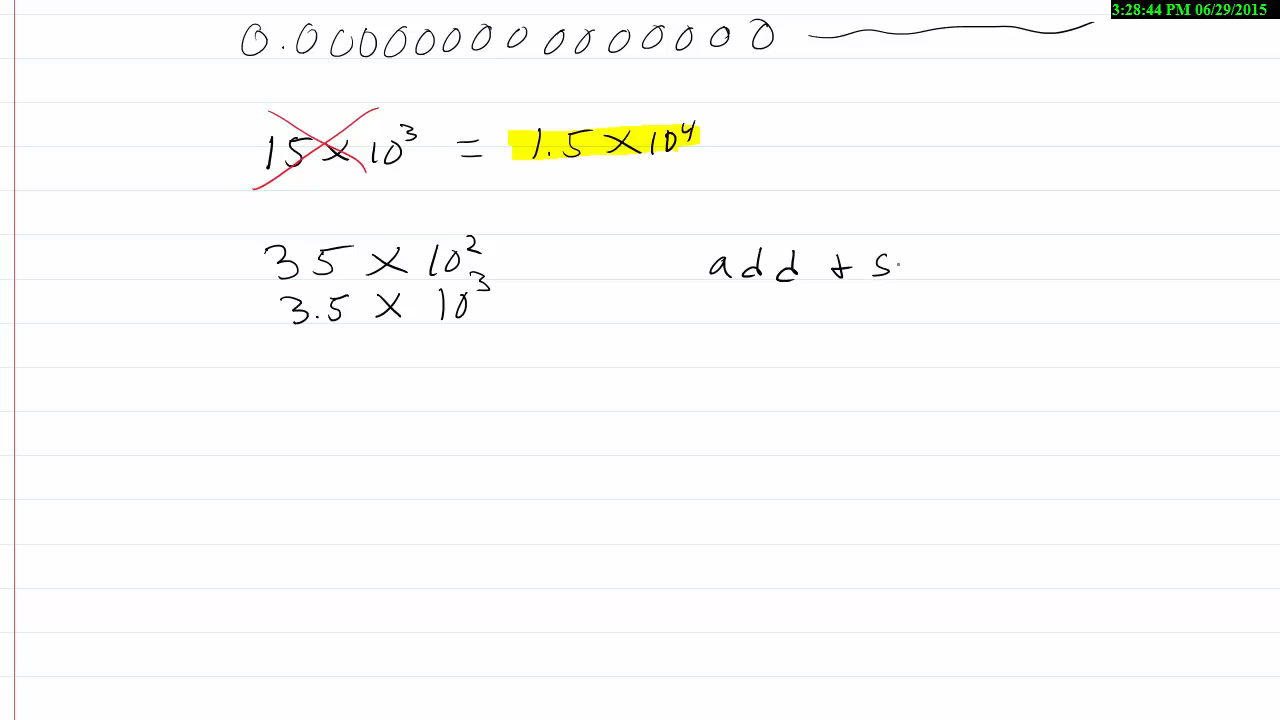 3:28:44 PM 06/29/2015
0.00000000000000
15 × 10³ = 1.5 × 10⁴
35 × 10² add + s
3.5 × 10³